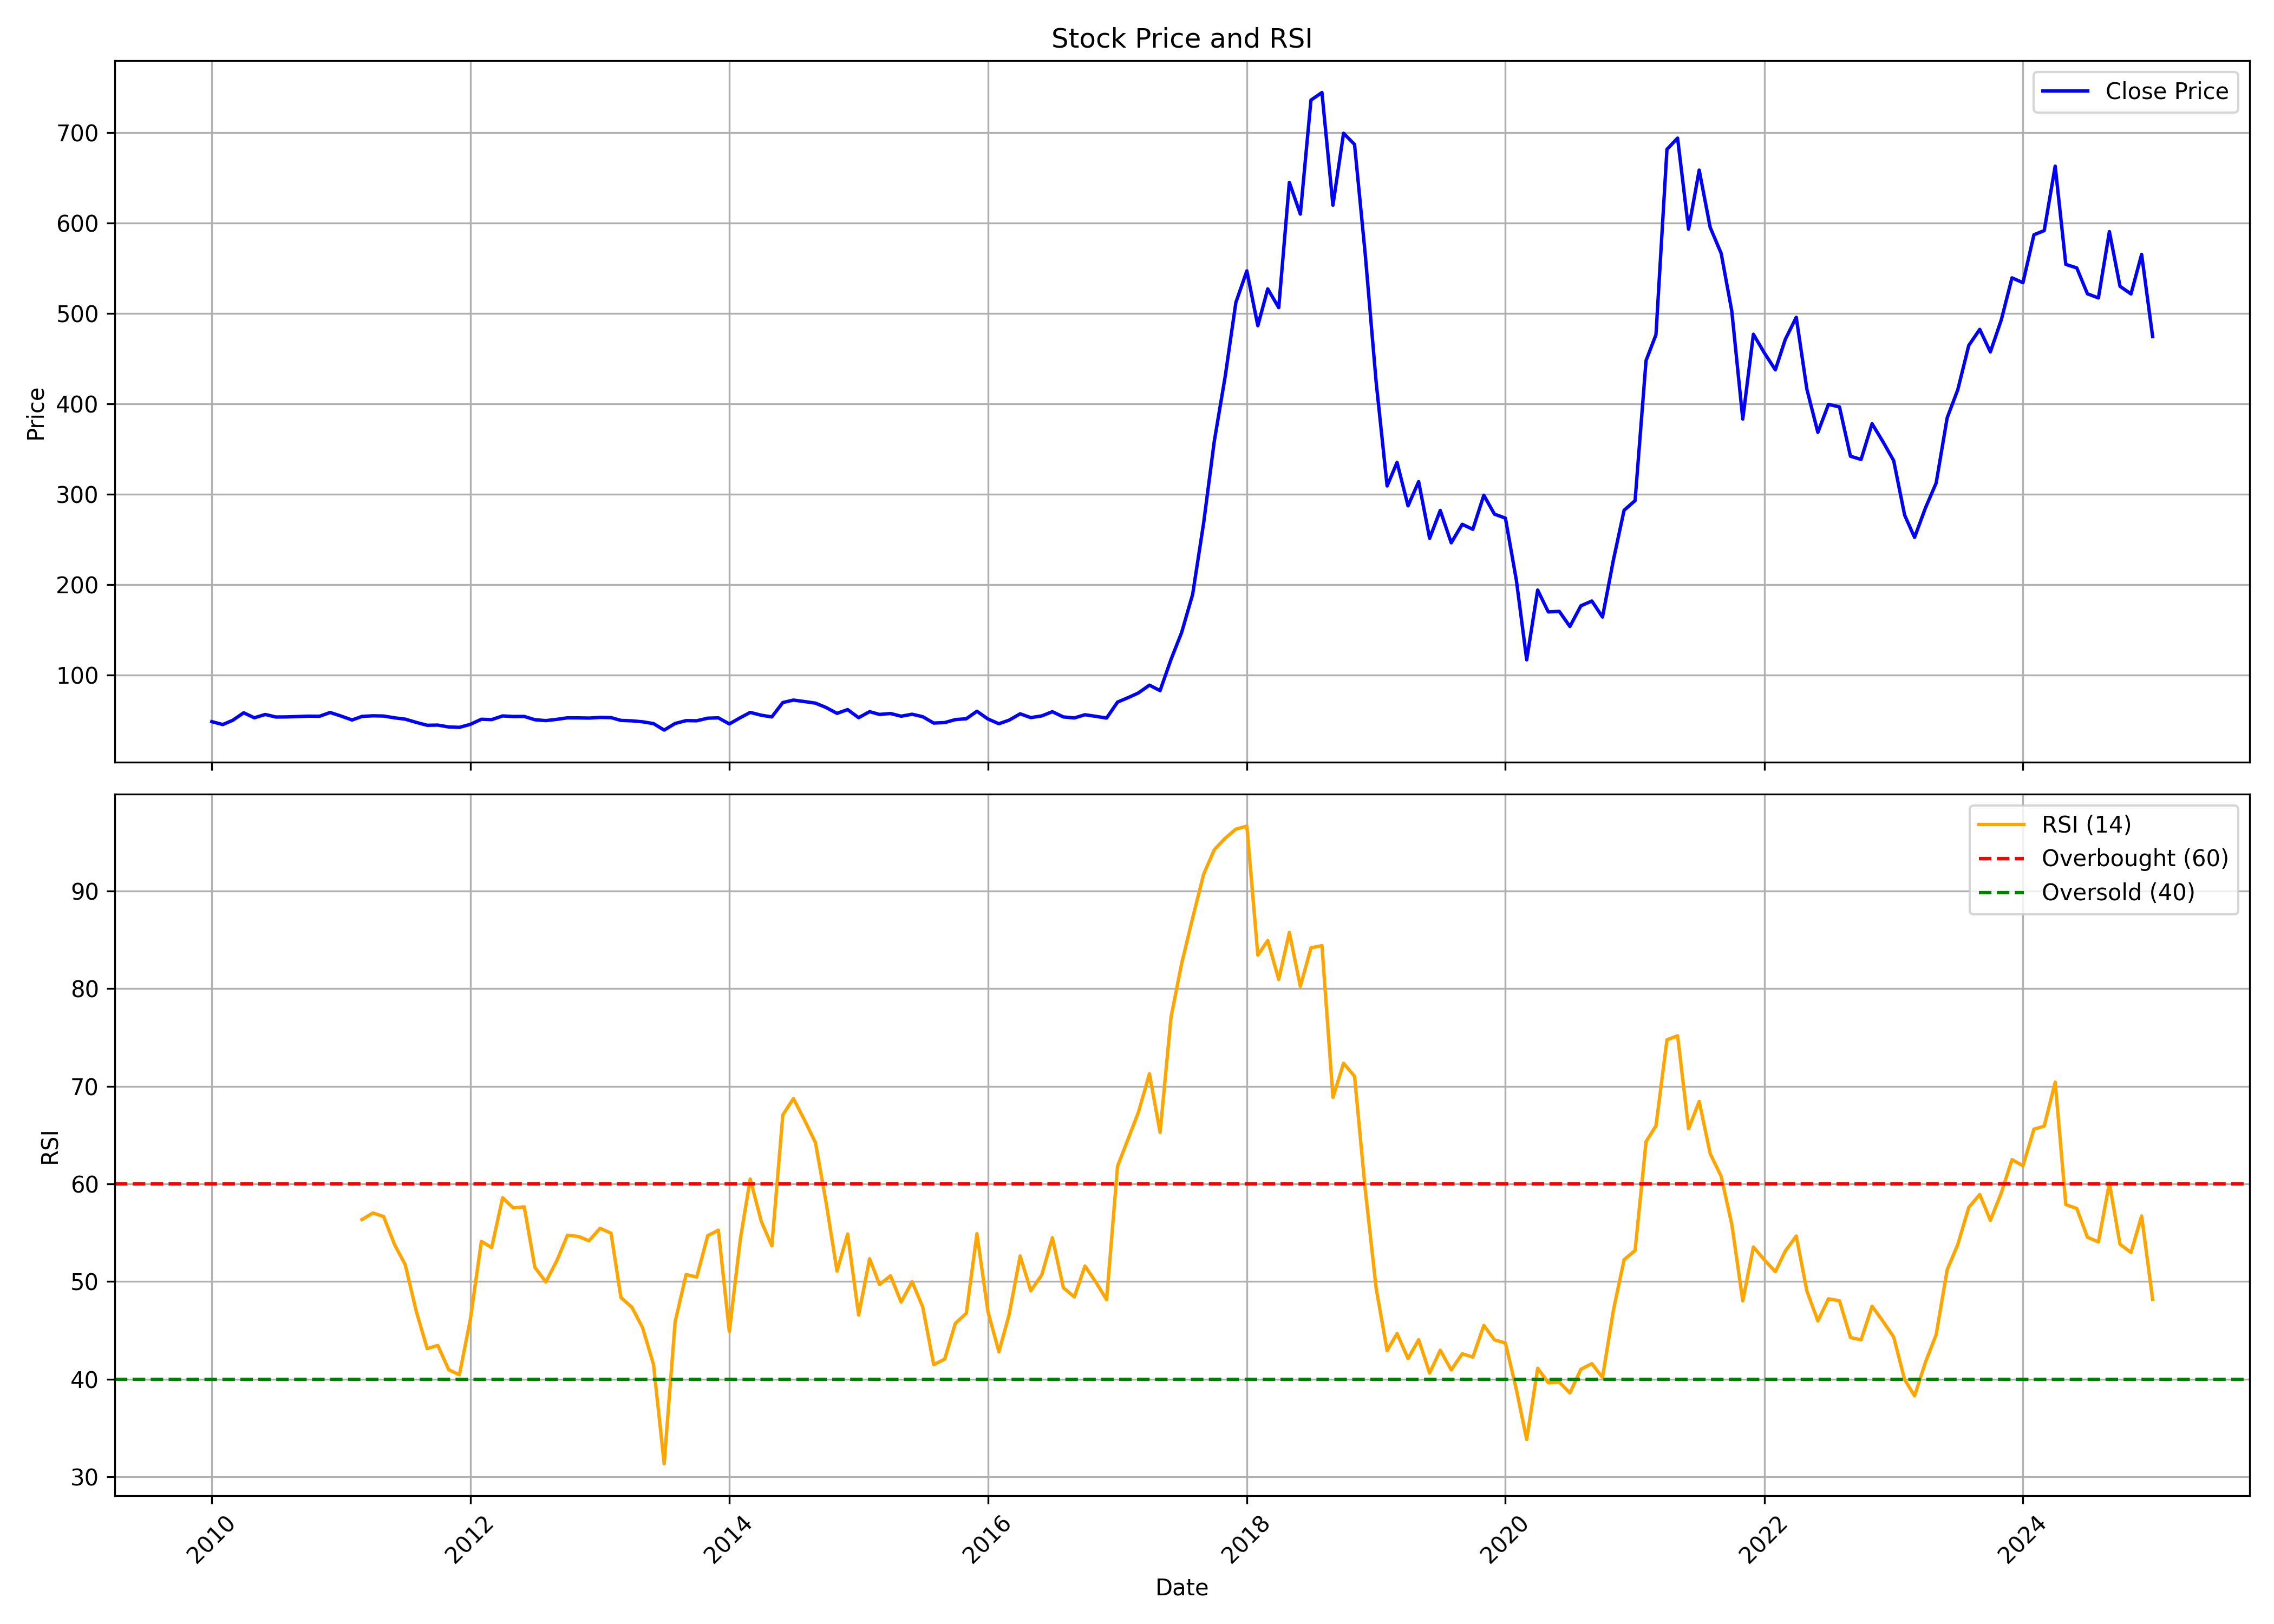 Stock Price and RSI
Close Price
700
600
500
400
300
200
100
Price
RSI (14)
Overbought (60)
Oversold (40)
90
80
70
60
50
40
30
RSI
2010
2012
2014
2016
2018
2020
2022
2024
Date